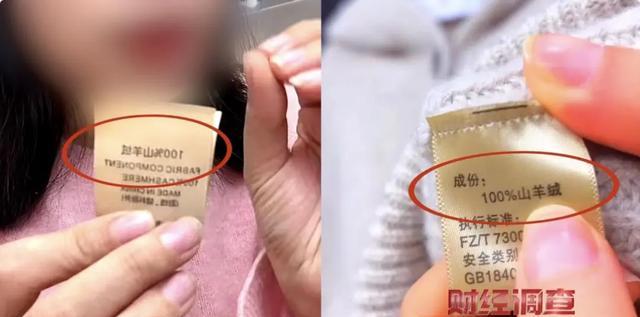 100%山羊绒
FABRIC COMPONENT
100% CASHMERE
MADE IN CHINA
成份：
100%山羊绒
执行标准：
FZ/T 7300
安全类别
GB1840
财经调查